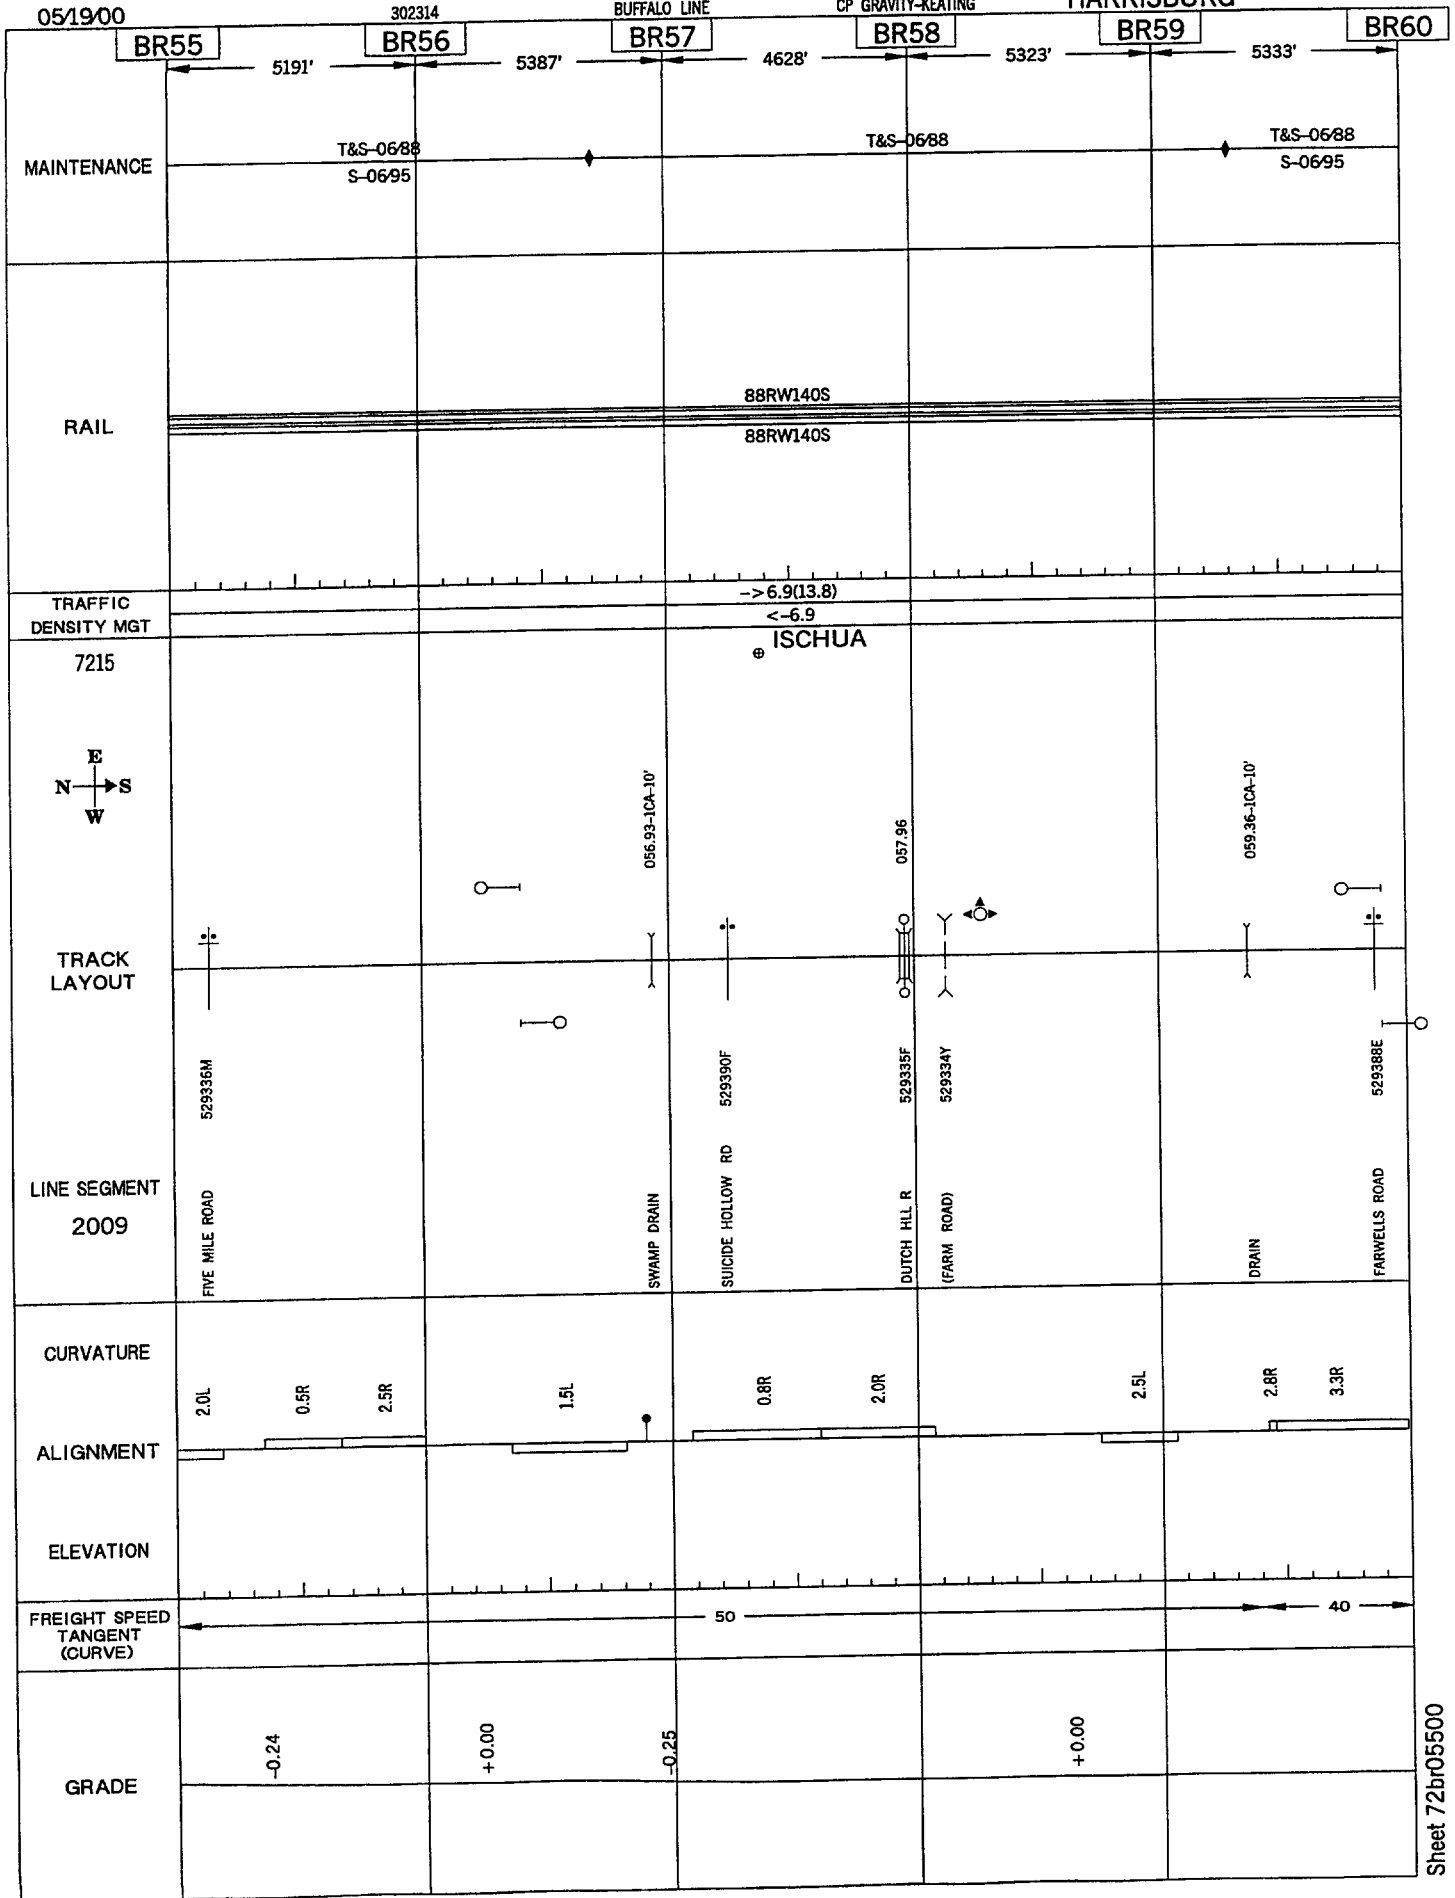 05/19/00
302314
BUFFALO LINE
CP GRAVITY-KEATING
HARRISBURG
BR55
BR56
BR57
BR58
BR59
BR60
5191'
5387'
4628'
5323'
5333'
MAINTENANCE
T&S-06/88
S-06/95
T&S-06/88
T&S-06/88
S-06/95
RAIL
88RW140S
88RW140S
TRAFFIC
DENSITY MGT
->6.9(13.8)
<-6.9
7215
ISCHUA
E
N
S
W
056.93-1CA-10'
057.96
059.36-1CA-10'
TRACK
LAYOUT
529336M
529390F
529335F
529334Y
529388E
LINE SEGMENT
2009
FIVE MILE ROAD
SWAMP DRAIN
SUICIDE HOLLOW RD
DUTCH HLL R
(FARM ROAD)
DRAIN
FARWELLS ROAD
CURVATURE
2.0L
0.5R
2.5R
1.5L
0.8R
2.0R
2.5L
2.8R
3.3R
ALIGNMENT
ELEVATION
FREIGHT SPEED
TANGENT
(CURVE)
50
40
GRADE
-0.24
+0.00
-0.25
+0.00
Sheet 72br05500